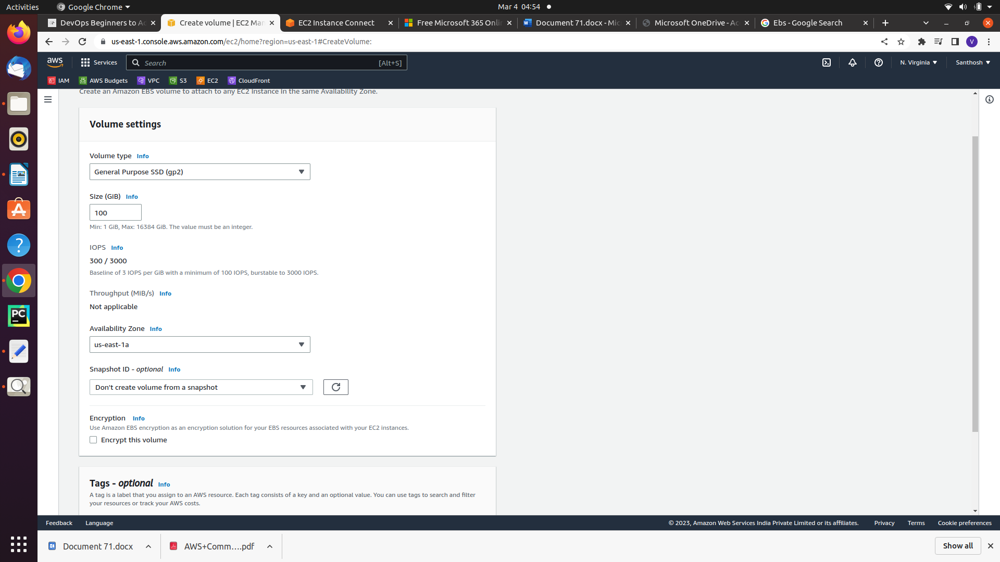 Activities
Google Chrome
Mar 4 04:54
DevOps Beginners to Ac
Create volume | EC2 Man
EC2 Instance Connect
Free Microsoft 365 Onli
Document 71.docx - Mic
Microsoft OneDrive - Ac
Ebs - Google Search
us-east-1.console.aws.amazon.com/ec2/home?region=us-east-1#CreateVolume:
V
aws
Services
Search
[Alt+S]
N. Virginia
Santhosh
IAM
AWS Budgets
VPC
S3
EC2
CloudFront
Create an Amazon EBS volume to attach to any EC2 instance in the same Availability Zone.
Volume settings
Volume type Info
General Purpose SSD (gp2)
Size (GiB) Info
100
Min: 1 GiB, Max: 16384 GiB. The value must be an integer.
IOPS Info
300 / 3000
Baseline of 3 IOPS per GiB with a minimum of 100 IOPS, burstable to 3000 IOPS.
Throughput (MiB/s) Info
Not applicable
Availability Zone Info
us-east-1a
Snapshot ID - optional Info
Don't create volume from a snapshot
Encryption Info
Use Amazon EBS encryption as an encryption solution for your EBS resources associated with your EC2 instances.
Encrypt this volume
Tags - optional Info
A tag is a label that you assign to an AWS resource. Each tag consists of a key and an optional value. You can use tags to search and filter
your resources or track your AWS costs.
PC
Feedback
Language
© 2023, Amazon Web Services India Private Limited or its affiliates.
Privacy
Terms
Cookie preferences
Document 71.docx
AWS+Comm....pdf
Show all